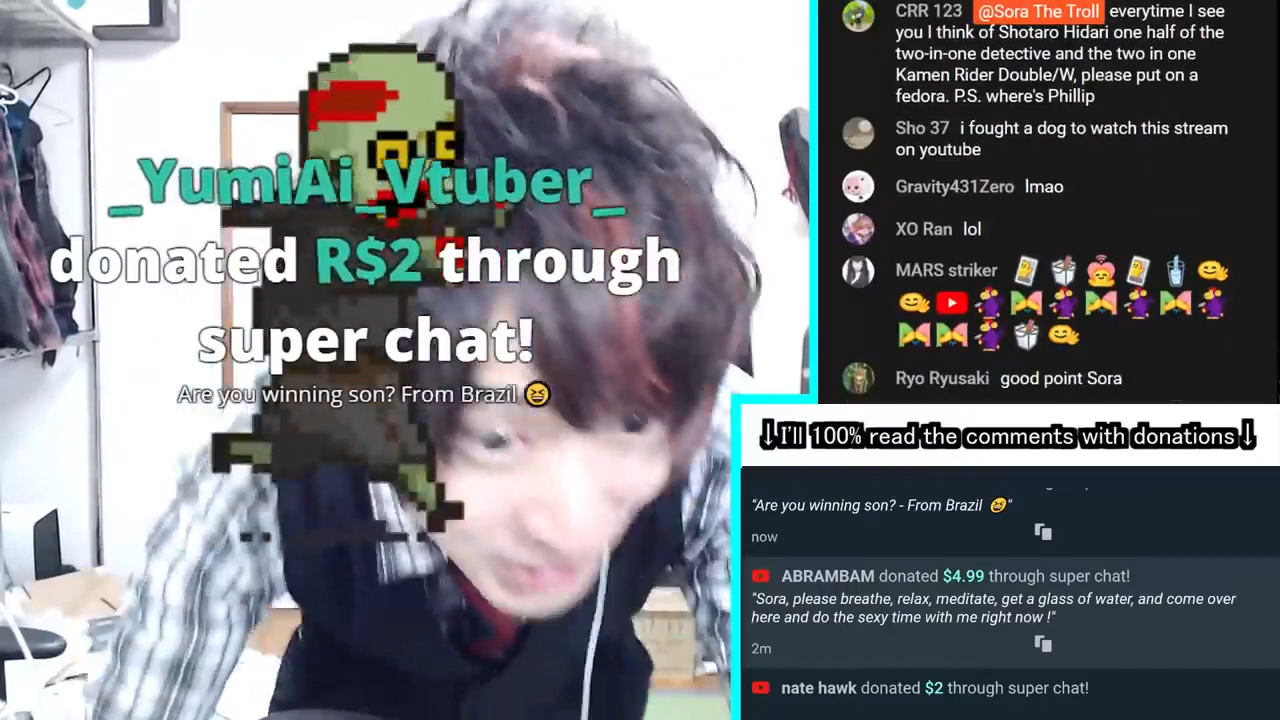 _YumiAi_Vtuber_
donated R$2 through
super chat!
Are you winning son? From Brazil 😆
CRR 123 @Sora The Troll everytime I see
you I think of Shotaro Hidari one half of the
two-in-one detective and the two in one
Kamen Rider Double/W, please put on a
fedora. P.S. where's Phillip
Sho 37 i fought a dog to watch this stream
on youtube
Gravity431Zero lmao
XO Ran lol
MARS striker
Ryo Ryusaki good point Sora
↓I'll 100% read the comments with donations↓
"Are you winning son? - From Brazil 😆"
now
ABRAMBAM donated $4.99 through super chat!
"Sora, please breathe, relax, meditate, get a glass of water, and come over
here and do the sexy time with me right now !"
2m
nate hawk donated $2 through super chat!